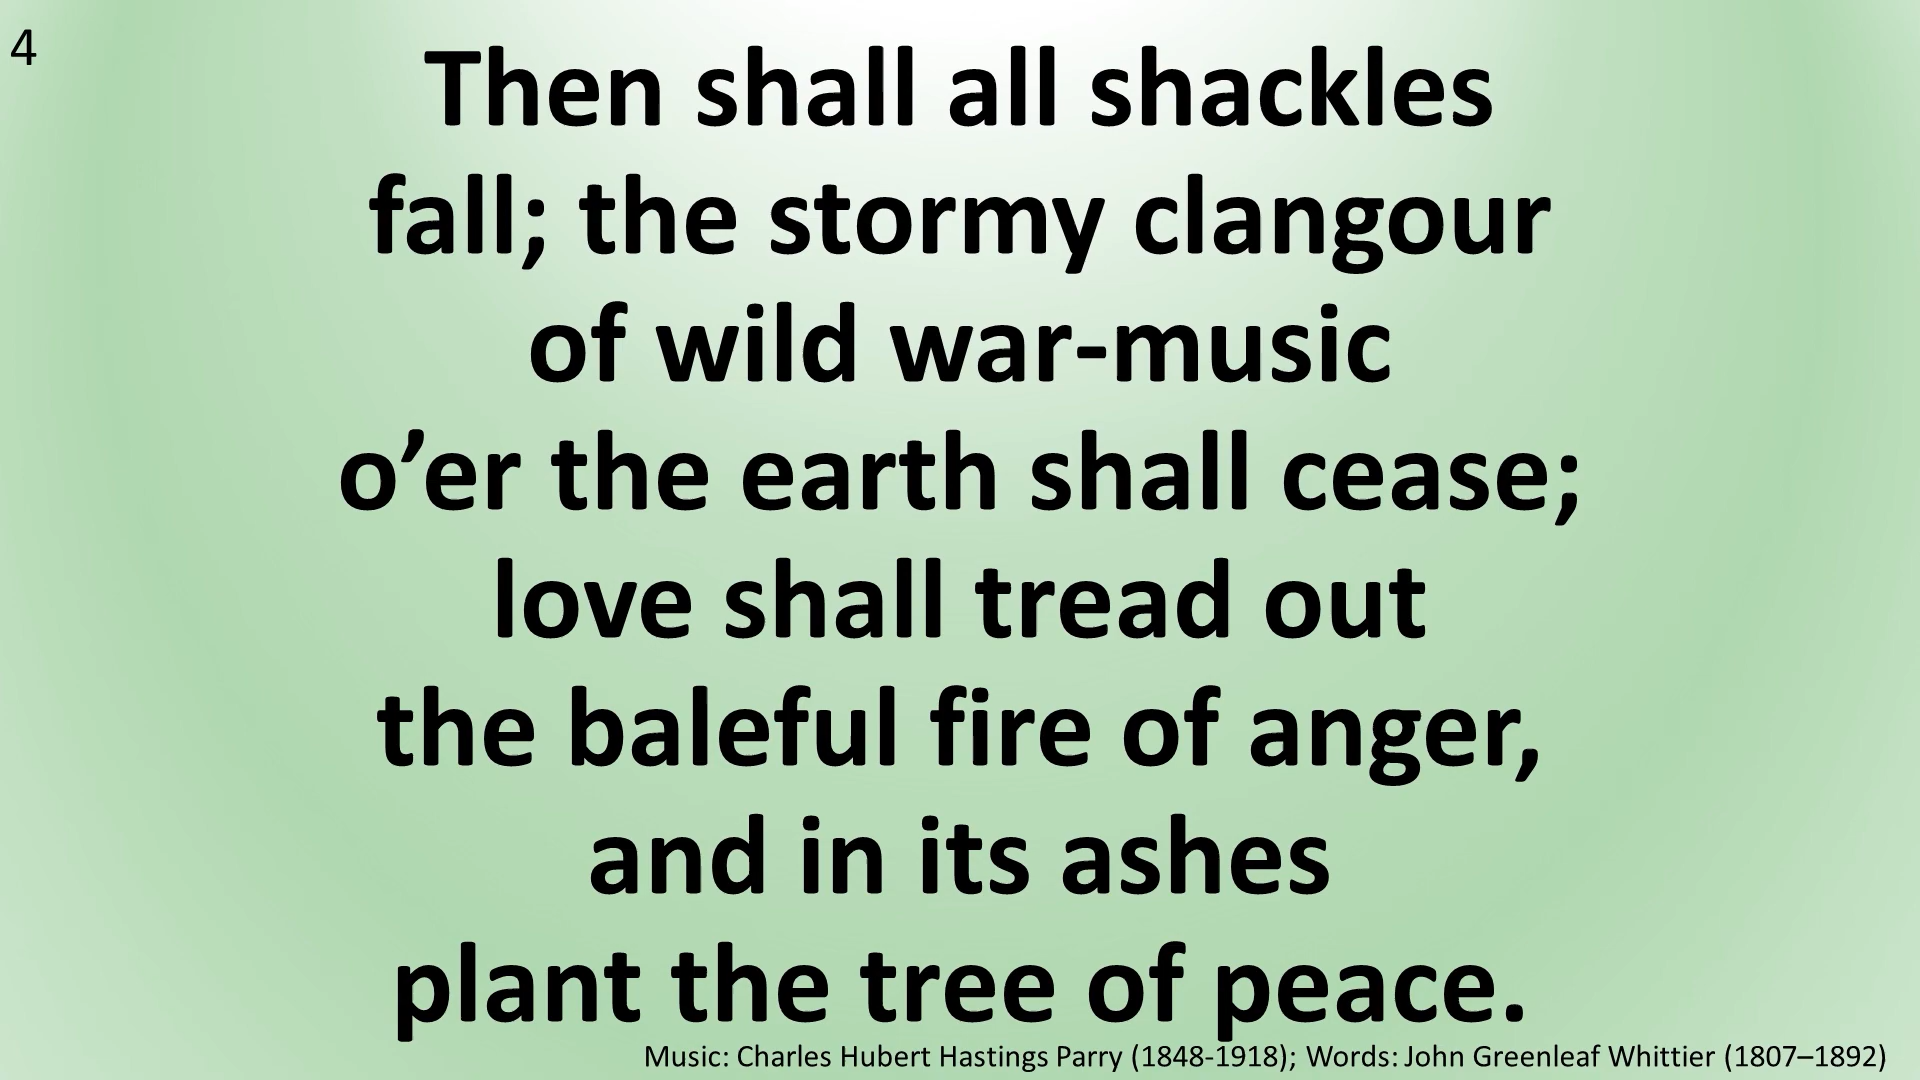 4
Then shall all shackles
fall; the stormy clangour
of wild war-music
o’er the earth shall cease;
love shall tread out
the baleful fire of anger,
and in its ashes
plant the tree of peace.
Music: Charles Hubert Hastings Parry (1848-1918); Words: John Greenleaf Whittier (1807–1892)